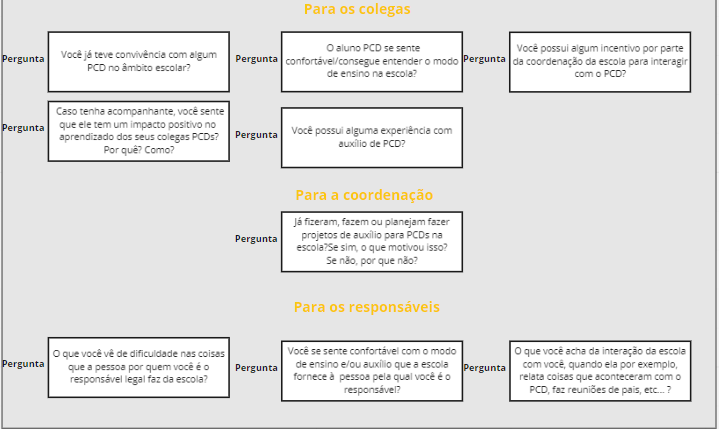 Para os colegas
Pergunta
Você já teve convivência com algum
PCD no âmbito escolar?
Pergunta
O aluno PCD se sente
confortável/consegue entender o modo
de ensino na escola?
Pergunta
Você possui algum incentivo por parte
da coordenação da escola para interagir
com o PCD?
Pergunta
Caso tenha acompanhante, você sente
que ele tem um impacto positivo no
aprendizado dos seus colegas PCDs?
Por quê? Como?
Pergunta
Você possui alguma experiência com
auxílio de PCD?
Para a coordenação
Pergunta
Já fizeram, fazem ou planejam fazer
projetos de auxílio para PCDs na
escola?Se sim, o que motivou isso?
Se não, por que não?
Para os responsáveis
Pergunta
O que você vê de dificuldade nas coisas
que a pessoa por quem você é o
responsável legal faz da escola?
Pergunta
Você se sente confortável com o modo
de ensino e/ou auxílio que a escola
fornece à pessoa pela qual você é o
responsável?
Pergunta
O que você acha da interação da escola
com você, quando ela por exemplo,
relata coisas que aconteceram com o
PCD, faz reuniões de pais, etc... ?